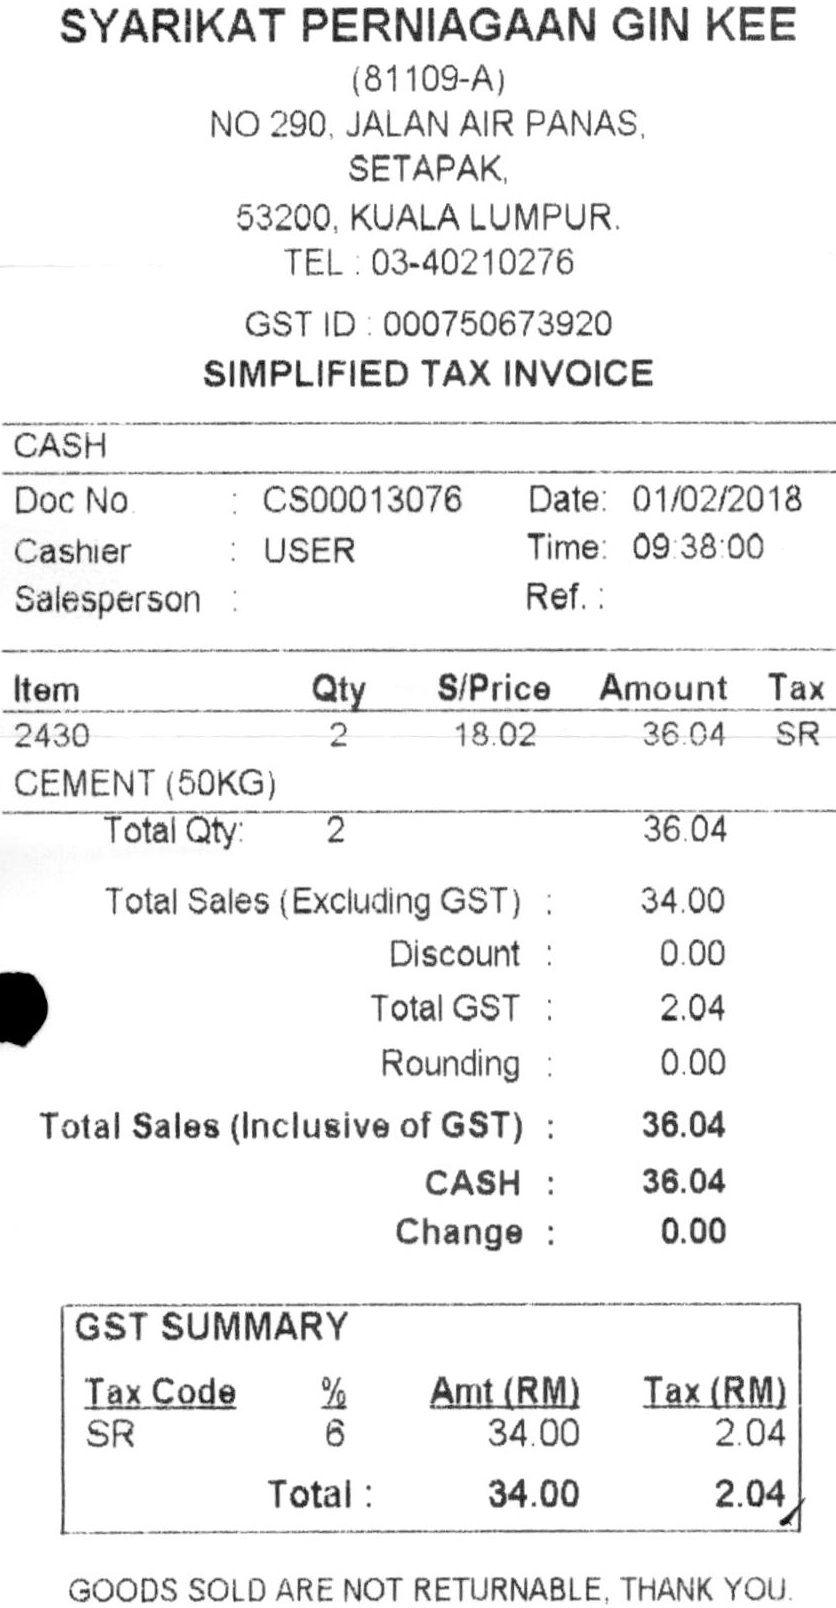 SYARIKAT PERNIAGAAN GIN KEE
(81109-A)
NO 290, JALAN AIR PANAS,
SETAPAK,
53200, KUALA LUMPUR.
TEL : 03-40210276
GST ID : 000750673920
SIMPLIFIED TAX INVOICE
CASH
Doc No : CS00013076 Date: 01/02/2018
Cashier : USER Time: 09:38:00
Salesperson : Ref. :
Item Qty S/Price Amount Tax
2430 2 18.02 36.04 SR
CEMENT (50KG)
Total Qty: 2 36.04
Total Sales (Excluding GST) : 34.00
Discount : 0.00
Total GST : 2.04
Rounding : 0.00
Total Sales (Inclusive of GST) : 36.04
CASH : 36.04
Change : 0.00
GST SUMMARY
Tax Code % Amt (RM) Tax (RM)
SR 6 34.00 2.04
Total : 34.00 2.04
GOODS SOLD ARE NOT RETURNABLE, THANK YOU.